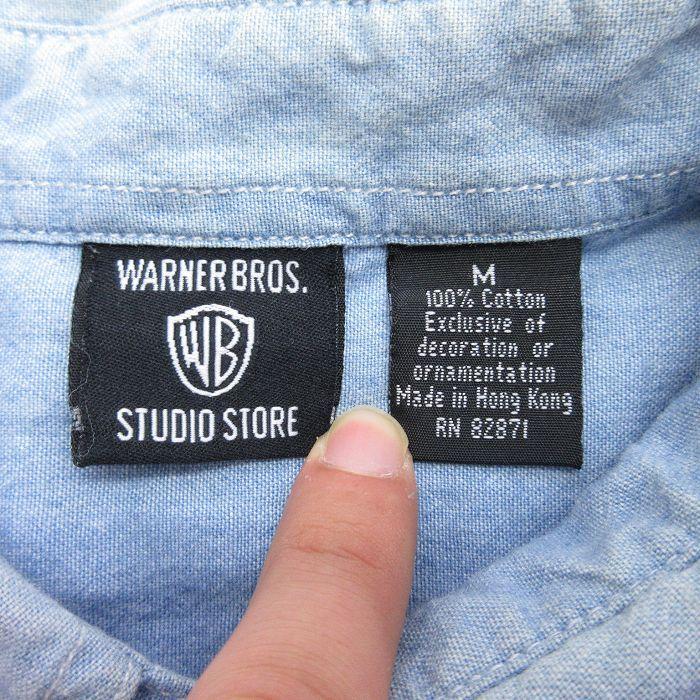 WARNER BROS.
WB
STUDIO STORE
M
100% Cotton
Exclusive of
decoration or
ornamentation
Made in Hong Kong
RN 82871